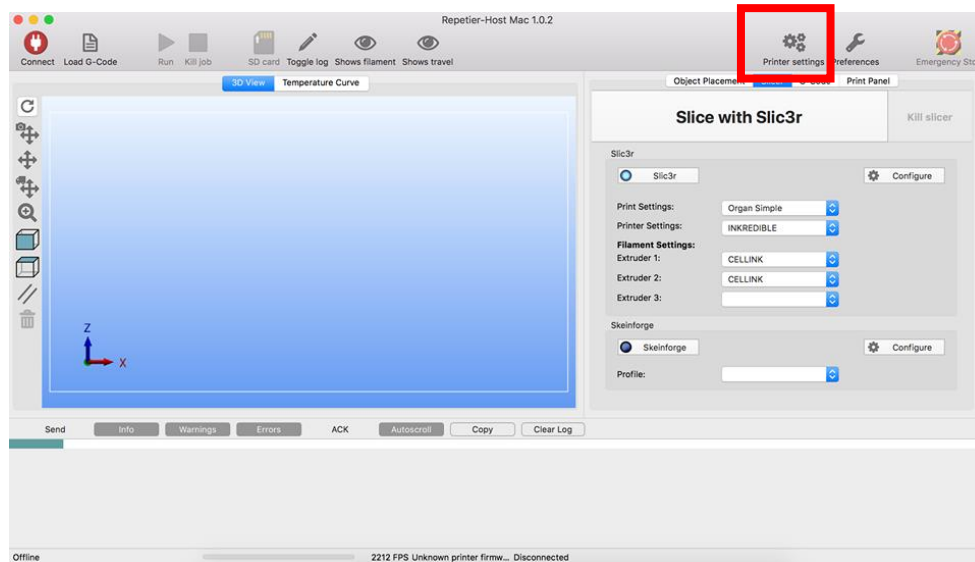 Repetier-Host Mac 1.0.2
Connect Load G-Code Run Kill job SD card Toggle log Shows filament Shows travel Printer settings Preferences Emergency Sto
3D View Temperature Curve
Object Placement Slicer G-Code Print Panel
Slice with Slic3r Kill slicer
Slic3r
Slic3r Configure
Print Settings: Organ Simple
Printer Settings: INKREDIBLE
Filament Settings:
Extruder 1: CELLINK
Extruder 2: CELLINK
Extruder 3:
Skeinforge
Skeinforge Configure
Profile:
Z
X
Send Info Warnings Errors ACK Autoscroll Copy Clear Log
Offline 2212 FPS Unknown printer firmw... Disconnected